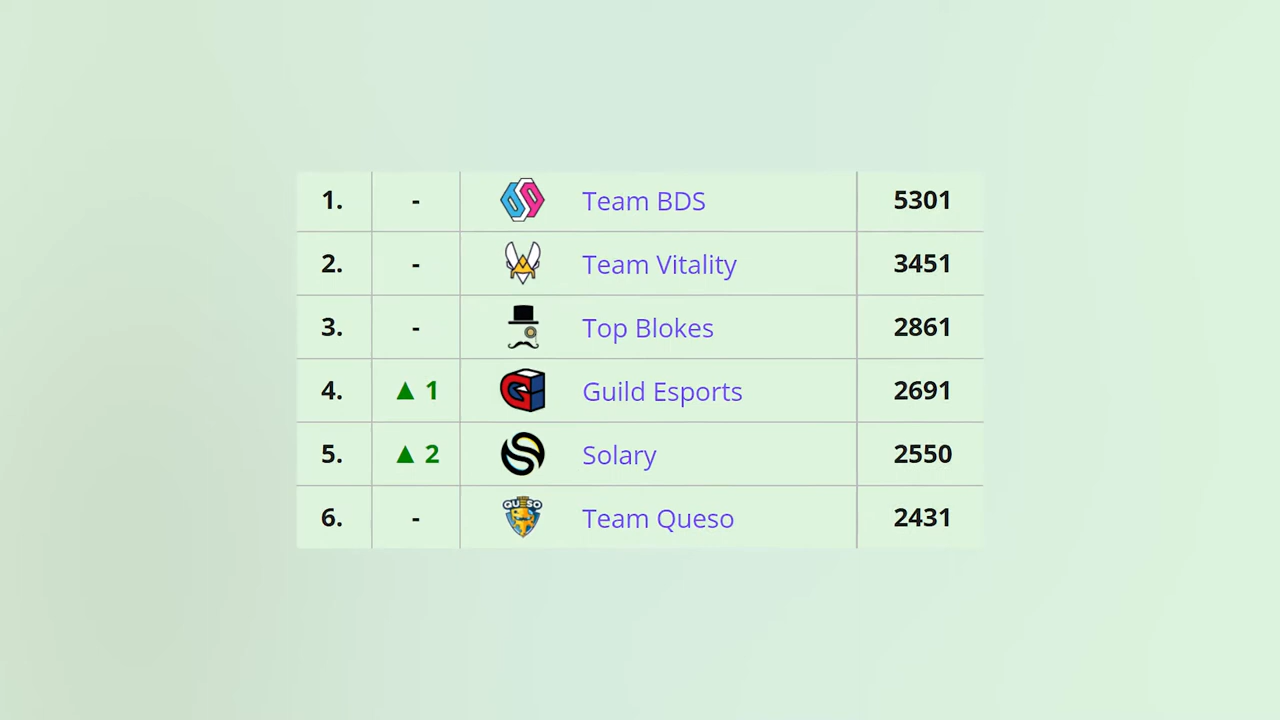 1. - Team BDS 5301
2. - Team Vitality 3451
3. - Top Blokes 2861
4. ▲ 1 Guild Esports 2691
5. ▲ 2 Solary 2550
6. - QUESO Team Queso 2431